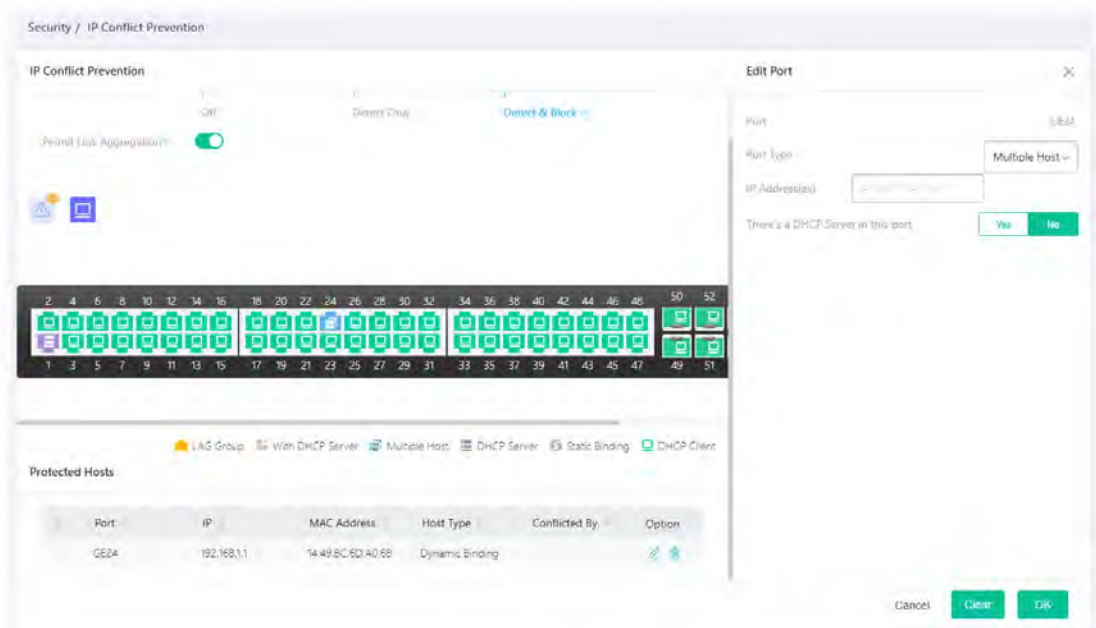 Security / IP Conflict Prevention
IP Conflict Prevention
Edit Port
Off Detect Only Detect & Block
Port GE24
Permit Link Aggregation
Port Type Multiple Host
IP Address(es)
There's a DHCP Server in this port Yes No
2 4 6 8 10 12 14 16 18 20 22 24 26 28 30 32 34 36 38 40 42 44 46 48 50 52
1 3 5 7 9 11 13 15 17 19 21 23 25 27 29 31 33 35 37 39 41 43 45 47 49 51
LAG Group With DHCP Server Multiple Host DHCP Server Static Binding DHCP Client
Protected Hosts
Port IP MAC Address Host Type Conflicted By Option
GE24 192.168.1.1 14:49:BC:6D:A0:68 Dynamic Binding
Cancel Clear OK